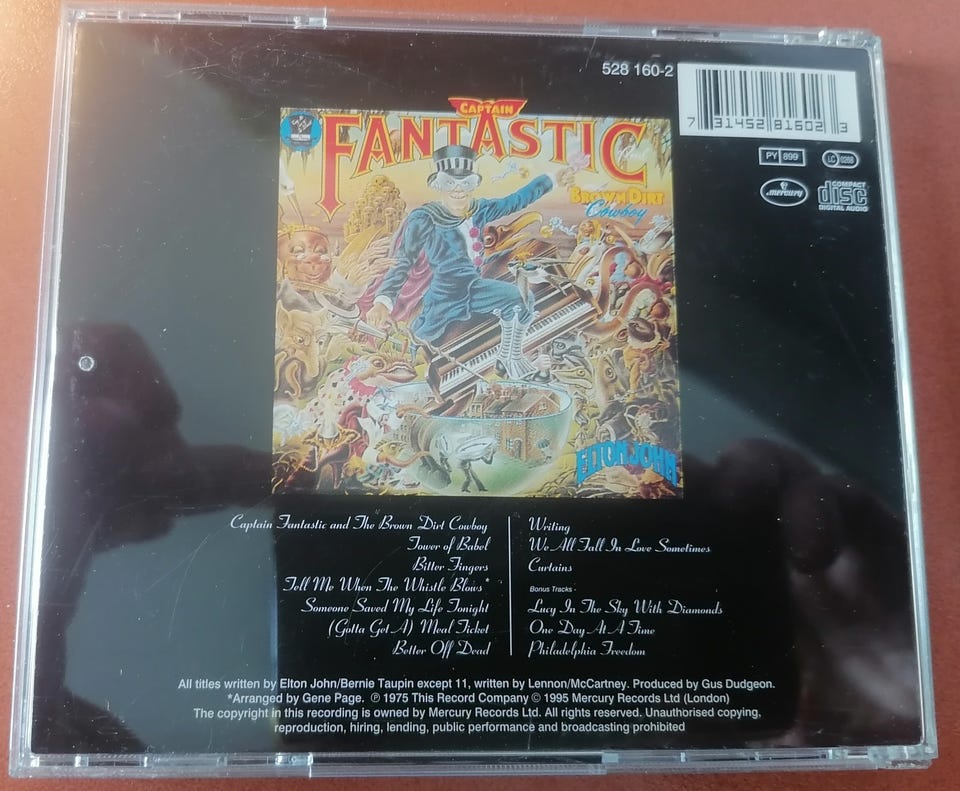 528 160-2
7 31452 81602 3
PY 899
LC 0268
mercury
COMPACT
disc
DIGITAL AUDIO
CAPTAIN
FANTASTIC
and
BROWN DIRT
Cowboy
ELTON JOHN
Captain Fantastic and The Brown Dirt Cowboy
Tower of Babel
Bitter Fingers
Tell Me When The Whistle Blows*
Someone Saved My Life Tonight
(Gotta Get A) Meal Ticket
Better Off Dead
Writing
We All Fall In Love Sometimes
Curtains
Bonus Tracks -
Lucy In The Sky With Diamonds
One Day At A Time
Philadelphia Freedom
All titles written by Elton John/Bernie Taupin except 11, written by Lennon/McCartney. Produced by Gus Dudgeon.
*Arranged by Gene Page. ℗ 1975 This Record Company © 1995 Mercury Records Ltd (London)
The copyright in this recording is owned by Mercury Records Ltd. All rights reserved. Unauthorised copying,
reproduction, hiring, lending, public performance and broadcasting prohibited